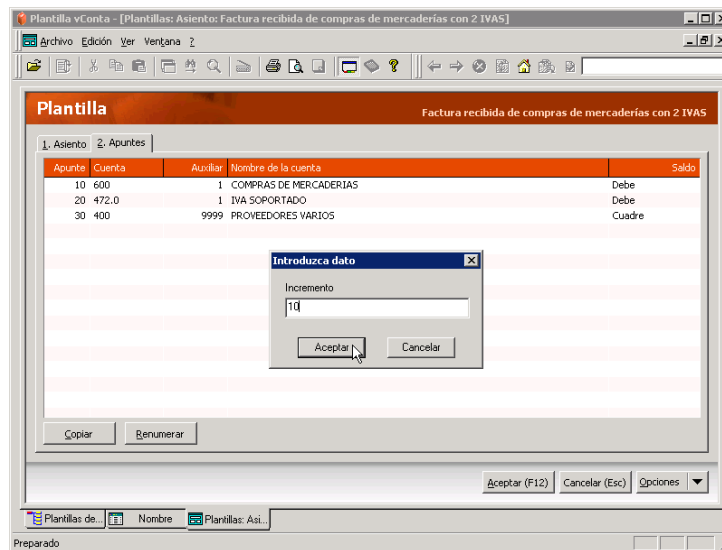 Plantilla vConta - [Plantillas: Asiento: Factura recibida de compras de mercaderías con 2 IVAS]
Archivo Edición Ver Ventana ?
Plantilla
Factura recibida de compras de mercaderías con 2 IVAS
1. Asiento 2. Apuntes
Apunte Cuenta Auxiliar Nombre de la cuenta Saldo
10 600 1 COMPRAS DE MERCADERIAS Debe
20 472.0 1 IVA SOPORTADO Debe
30 400 9999 PROVEEDORES VARIOS Cuadre
Introduzca dato
Incremento
10
Aceptar Cancelar
Copiar Renumerar
Aceptar (F12) Cancelar (Esc) Opciones
Plantillas de... Nombre Plantillas: Asi...
Preparado